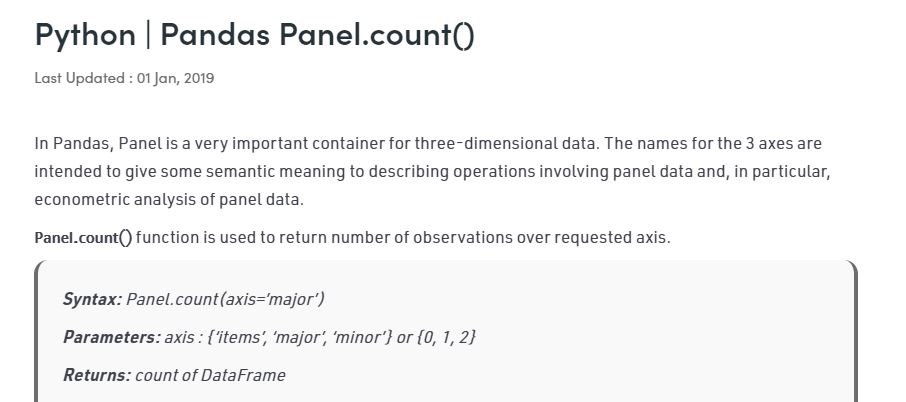 Python | Pandas Panel.count()
Last Updated : 01 Jan, 2019
In Pandas, Panel is a very important container for three-dimensional data. The names for the 3 axes are
intended to give some semantic meaning to describing operations involving panel data and, in particular,
econometric analysis of panel data.
Panel.count() function is used to return number of observations over requested axis.
Syntax: Panel.count(axis=’major’)
Parameters: axis : {‘items’, ‘major’, ‘minor’} or {0, 1, 2}
Returns: count of DataFrame